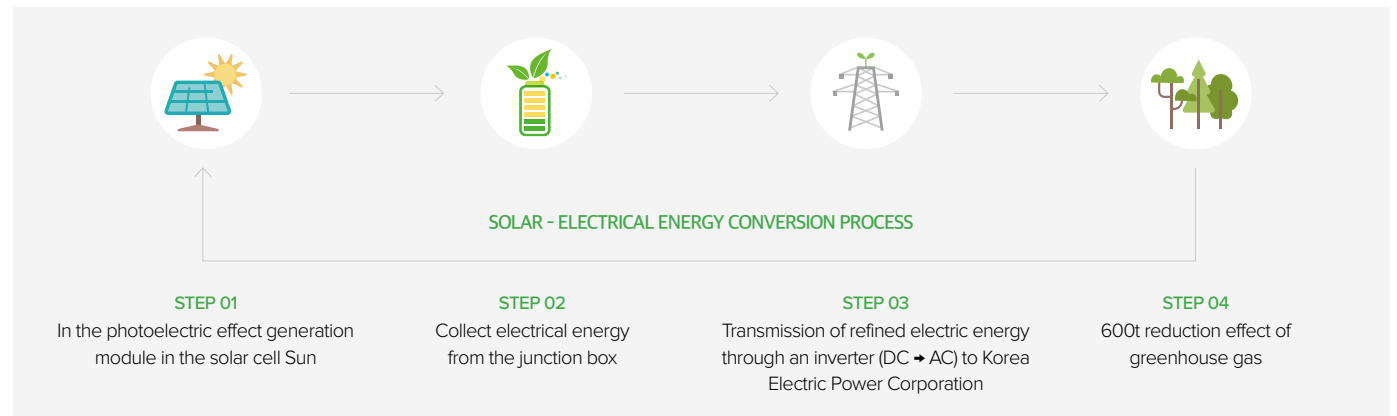 SOLAR - ELECTRICAL ENERGY CONVERSION PROCESS
STEP 01
In the photoelectric effect generation
module in the solar cell Sun
STEP 02
Collect electrical energy
from the junction box
STEP 03
Transmission of refined electric energy
through an inverter (DC → AC) to Korea
Electric Power Corporation
STEP 04
600t reduction effect of
greenhouse gas